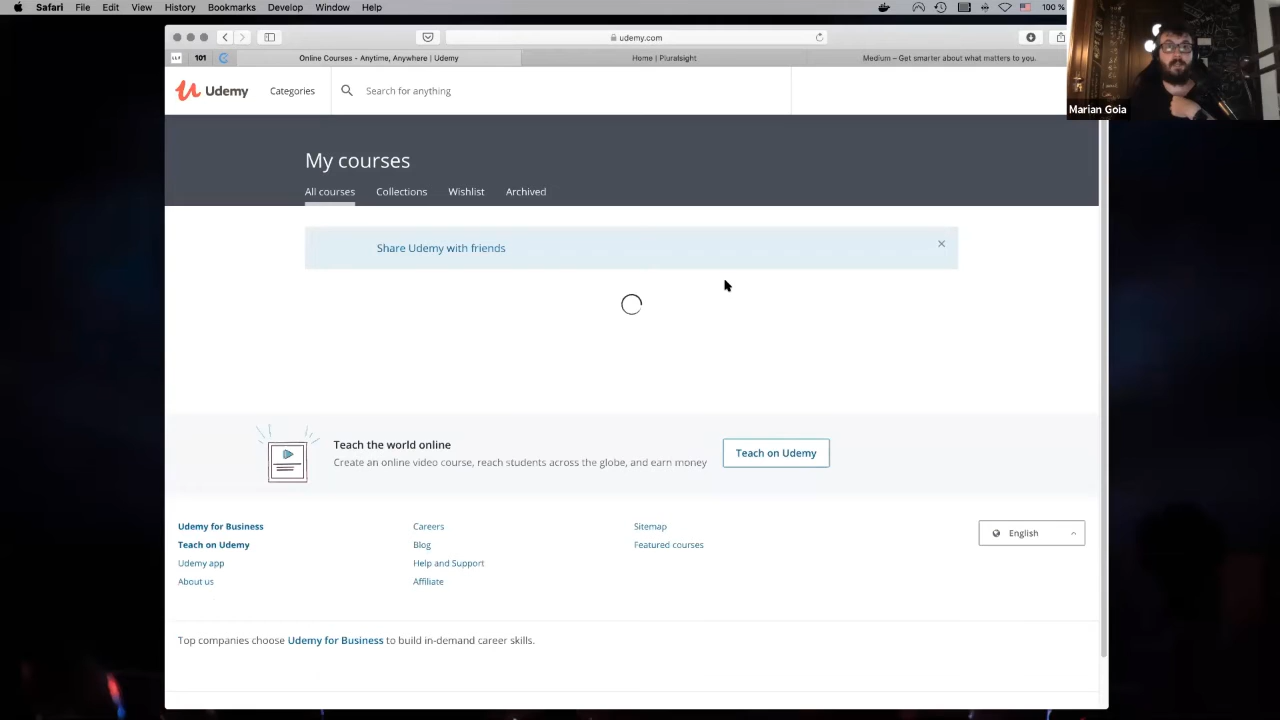 Safari File Edit View History Bookmarks Develop Window Help 100 %
udemy.com
101 Online Courses - Anytime, Anywhere | Udemy Home | Pluralsight Medium – Get smarter about what matters to you.
Marian Goia
Udemy Categories Search for anything
My courses
All courses Collections Wishlist Archived
Share Udemy with friends
Teach the world online
Create an online video course, reach students across the globe, and earn money
Teach on Udemy
Udemy for Business Careers Sitemap English
Teach on Udemy Blog Featured courses
Udemy app Help and Support
About us Affiliate
Top companies choose Udemy for Business to build in-demand career skills.